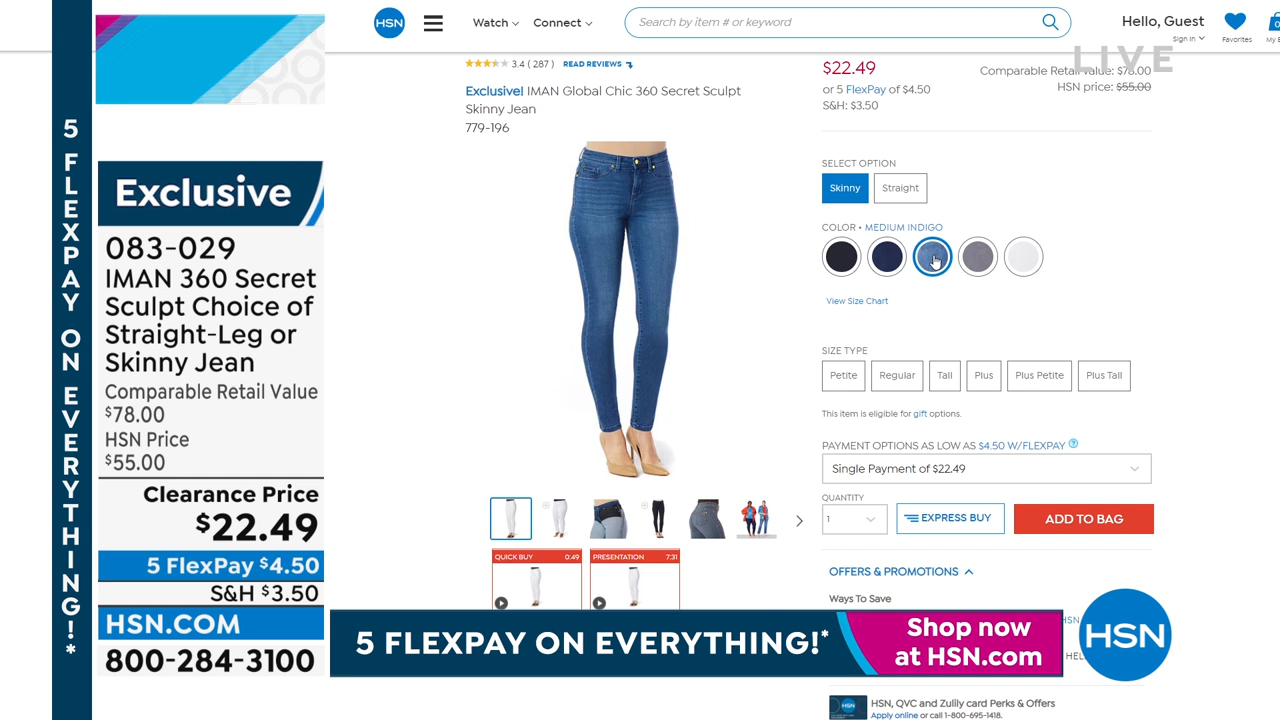 5 FLEXPAY ON EVERYTHING!*
Exclusive
083-029
IMAN 360 Secret
Sculpt Choice of
Straight-Leg or
Skinny Jean
Comparable Retail Value
$78.00
HSN Price
$55.00
Clearance Price
$22.49
5 FlexPay $4.50
S&H $3.50
HSN.COM
800-284-3100
HSN
Watch
Connect
Search by item # or keyword
Hello, Guest
Sign In
Favorites
LIVE
3.4 ( 287 ) READ REVIEWS
Exclusive! IMAN Global Chic 360 Secret Sculpt
Skinny Jean
779-196
$22.49
or 5 FlexPay of $4.50
S&H: $3.50
Comparable Retail Value: $78.00
HSN price: $55.00
SELECT OPTION
Skinny
Straight
COLOR • MEDIUM INDIGO
View Size Chart
SIZE TYPE
Petite
Regular
Tall
Plus
Plus Petite
Plus Tall
This item is eligible for gift options.
PAYMENT OPTIONS AS LOW AS $4.50 W/FLEXPAY
Single Payment of $22.49
QUANTITY
1
EXPRESS BUY
ADD TO BAG
QUICK BUY 0:49
PRESENTATION 7:31
OFFERS & PROMOTIONS
Ways To Save
5 FLEXPAY ON EVERYTHING!*
Shop now
at HSN.com
HSN
HSN, QVC and Zulily card Perks & Offers
Apply online or call 1-800-695-1418.